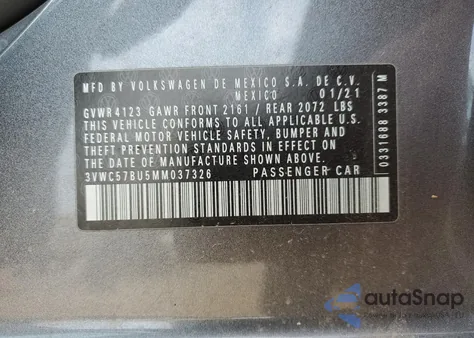 MFD BY VOLKSWAGEN DE MEXICO S.A. DE C.V.
MEXICO 01/21
GVWR 4123 GAWR FRONT 2161 / REAR 2072 LBS
THIS VEHICLE CONFORMS TO ALL APPLICABLE U.S.
FEDERAL MOTOR VEHICLE SAFETY, BUMPER AND
THEFT PREVENTION STANDARDS IN EFFECT ON
THE DATE OF MANUFACTURE SHOWN ABOVE.
3VWC57BU5MM037326 PASSENGER CAR
0331688 3387 M
autoSnap